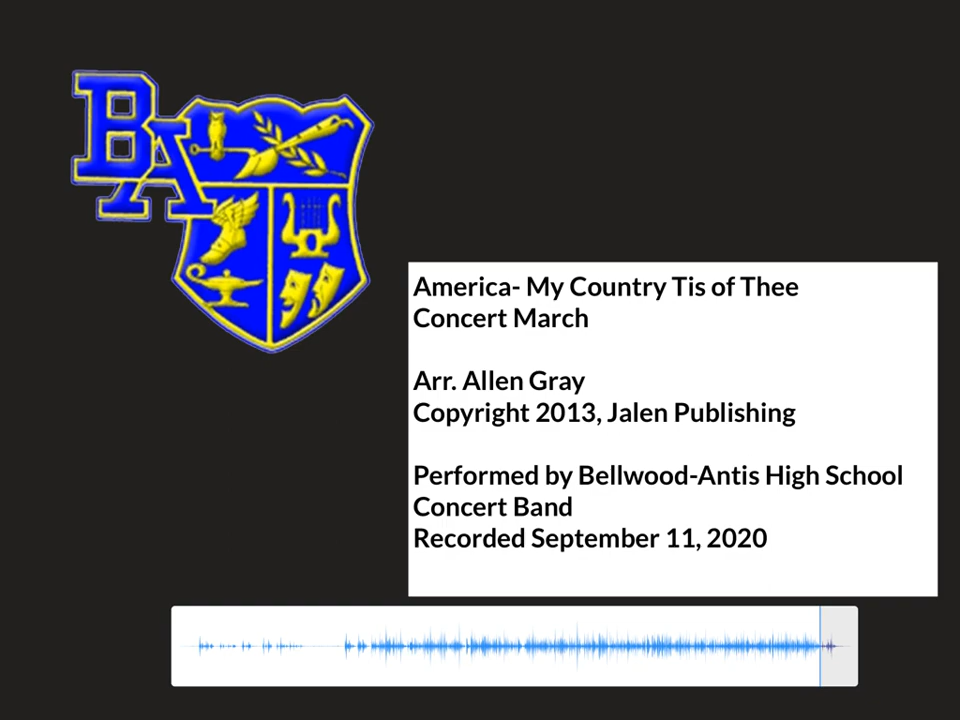 BA
America- My Country Tis of Thee
Concert March
Arr. Allen Gray
Copyright 2013, Jalen Publishing
Performed by Bellwood-Antis High School
Concert Band
Recorded September 11, 2020